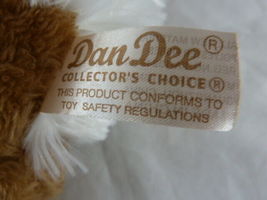 Dan Dee®
COLLECTOR'S CHOICE®
THIS PRODUCT CONFORMS TO
TOY SAFETY REGULATIONS